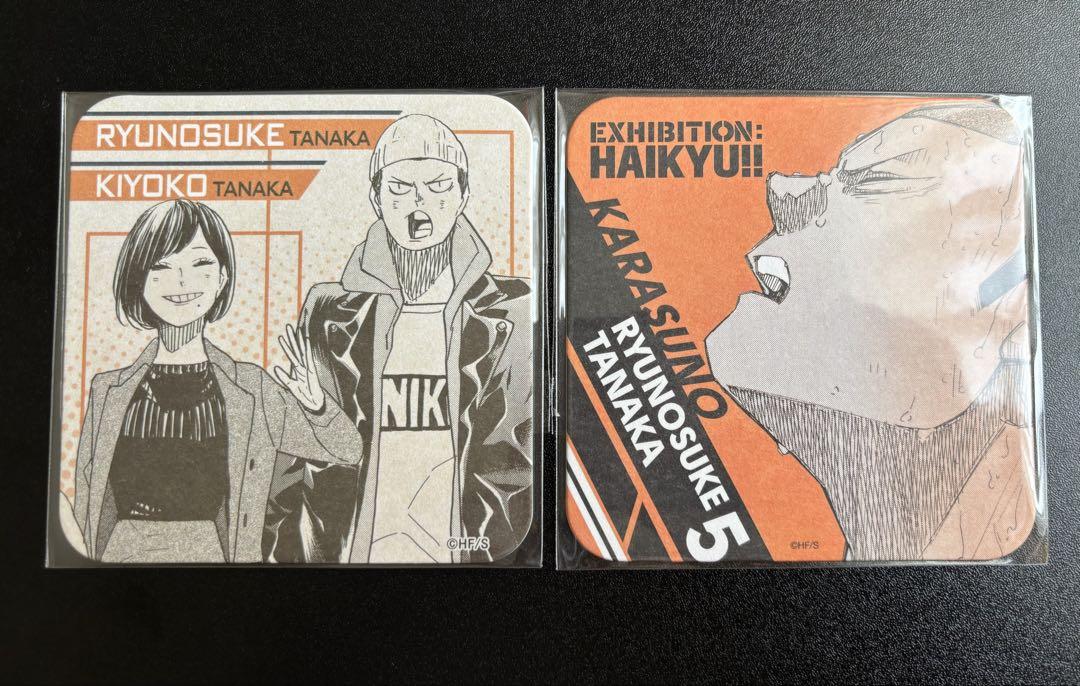 RYUNOSUKE TANAKA
KIYOKO TANAKA
NIK
©HF/S
EXHIBITION:
HAIKYU!!
KARASUNO
RYUNOSUKE
TANAKA
5
©HF/S